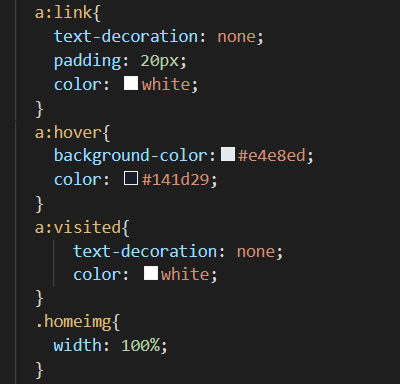 a:link{
text-decoration: none;
padding: 20px;
color: white;
}
a:hover{
background-color: #e4e8ed;
color: #141d29;
}
a:visited{
text-decoration: none;
color: white;
}
.homeimg{
width: 100%;
}